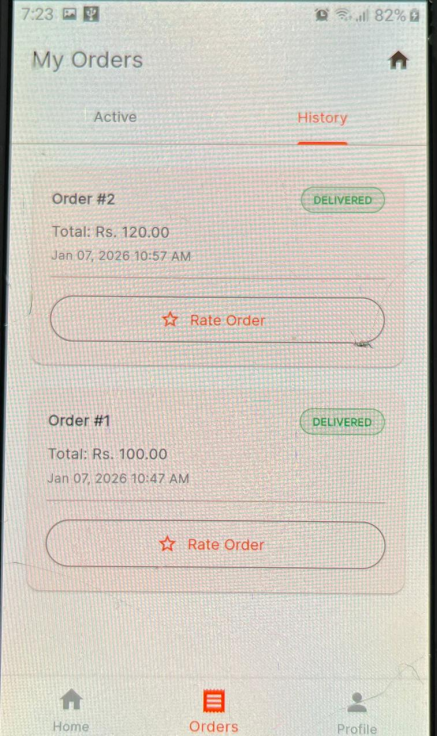 7:23 82%
My Orders
Active History
Order #2 DELIVERED
Total: Rs. 120.00
Jan 07, 2026 10:57 AM
Rate Order
Order #1 DELIVERED
Total: Rs. 100.00
Jan 07, 2026 10:47 AM
Rate Order
Home Orders Profile